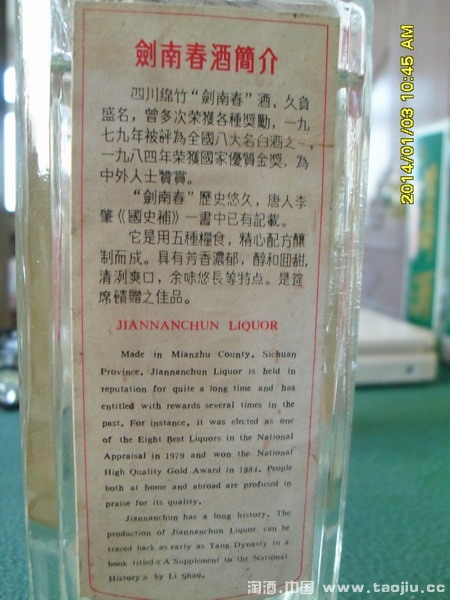 劍南春酒簡介
四川綿竹“劍南春”酒，久負
盛名，曾多次荣獲各種獎勵，一九
七九年被評為全國八大名白酒之一，
一九八四年荣獲國家優質金獎，為
中外人士贊賞。
“劍南春”歷史悠久，唐人李
肇《國史補》一書中已有記載。
它是用五種糧食，精心配方釀
制而成。具有芳香濃郁，醇和回甜，
清洌爽口，余味悠長等特点。是筵
席饋贈之佳品。
JIANNANCHUN LIQUOR
Made in Mianzhu County, Sichuan
Province, Jiannanchun Liquor is held in
reputation for quite a long time and has
entitled with rewards several times in the
past. For instance, it was elected as one
of the Eight Best Liquors in the National
Appraisal in 1979 and won the National
High Quality Gold Award in 1984. People
both at home and abroad are profused in
praise for its quality.
Jiannanchun has a long history. The
production of Jiannanchun Liquor can be
traced back as early as Tang Dynasty in a
book titled《A Supplement to the National
History》by Li Shao.
2014/01/03 10:45 AM
淘酒.中国 www.taojiu.cc